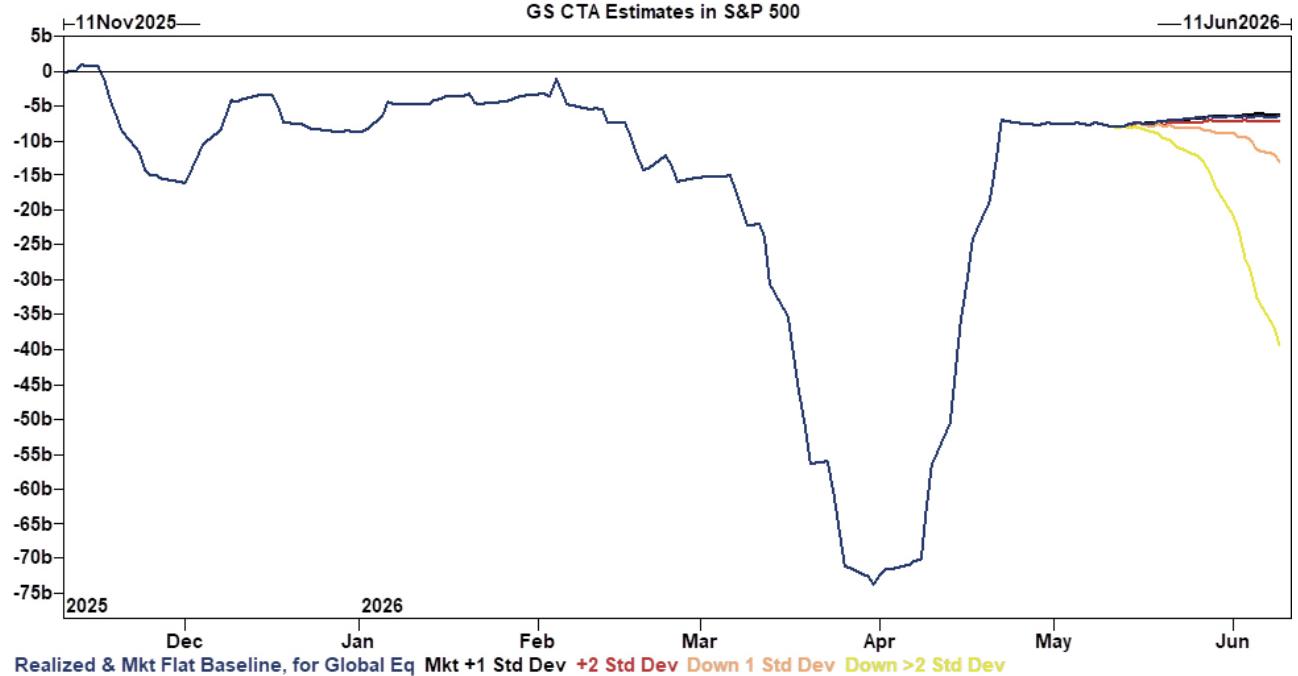 GS CTA Estimates in S&P 500
11Nov2025
11Jun2026
5b
0
-5b
-10b
-15b
-20b
-25b
-30b
-35b
-40b
-45b
-50b
-55b
-60b
-65b
-70b
-75b
2025
2026
Dec Jan Feb Mar Apr May Jun
Realized & Mkt Flat Baseline, for Global Eq Mkt +1 Std Dev +2 Std Dev Down 1 Std Dev Down >2 Std Dev